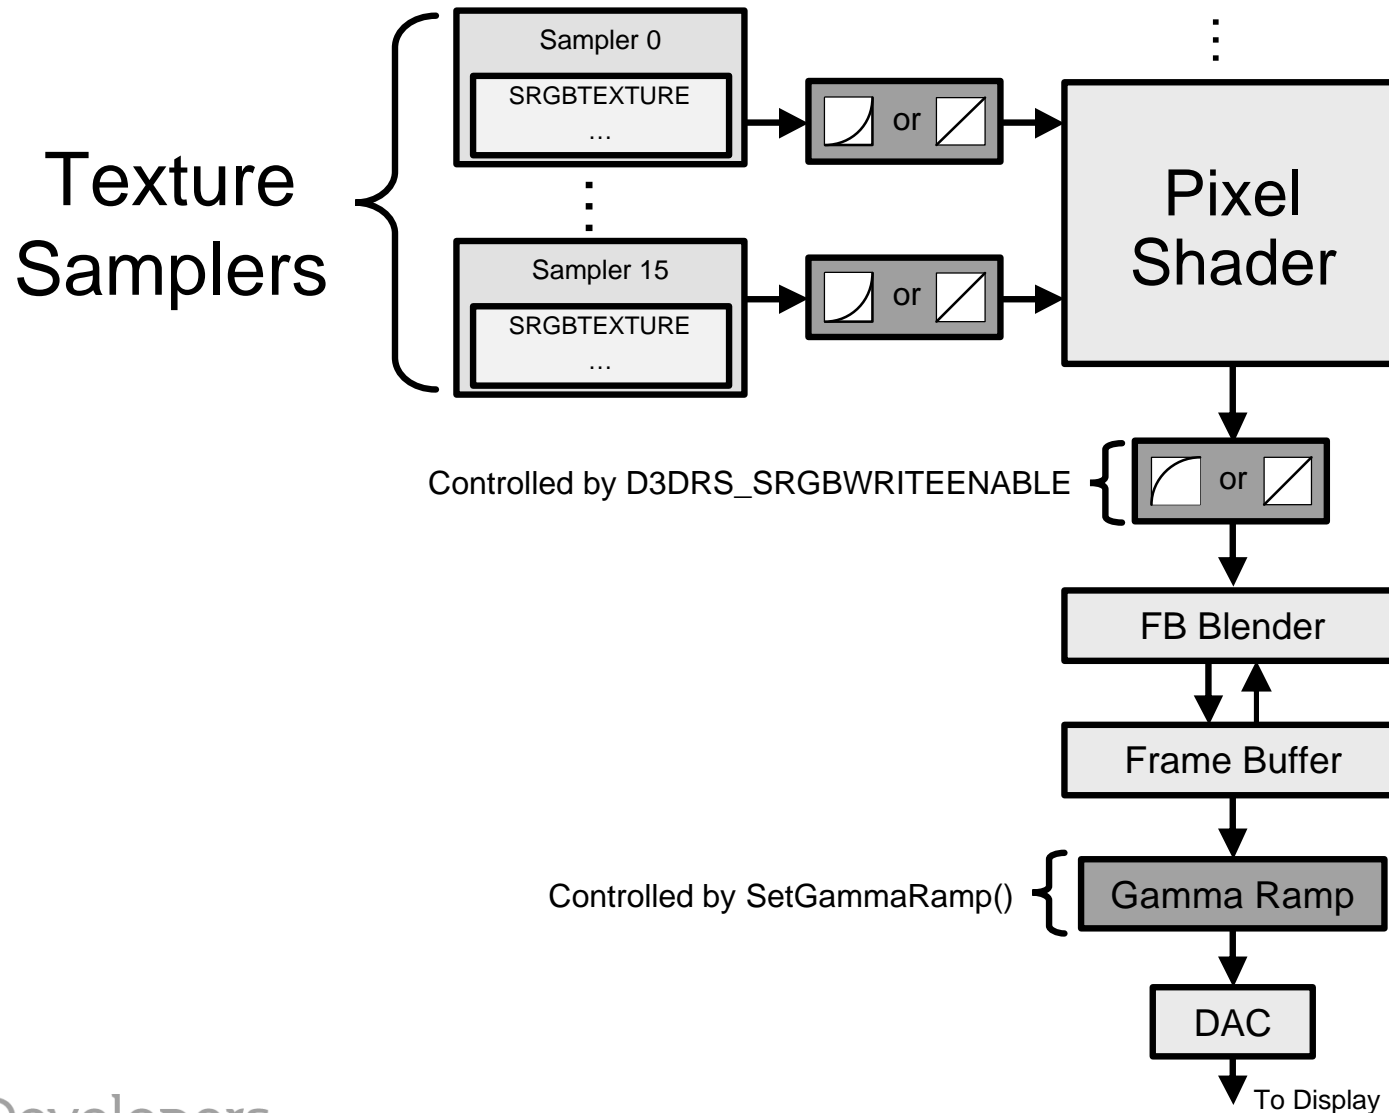 Texture
Samplers
Sampler 0
SRGBTEXTURE
…
or
Sampler 15
SRGBTEXTURE
…
or
Pixel
Shader
Controlled by D3DRS_SRGBWRITEENABLE
or
FB Blender
Frame Buffer
Controlled by SetGammaRamp()
Gamma Ramp
DAC
To Display